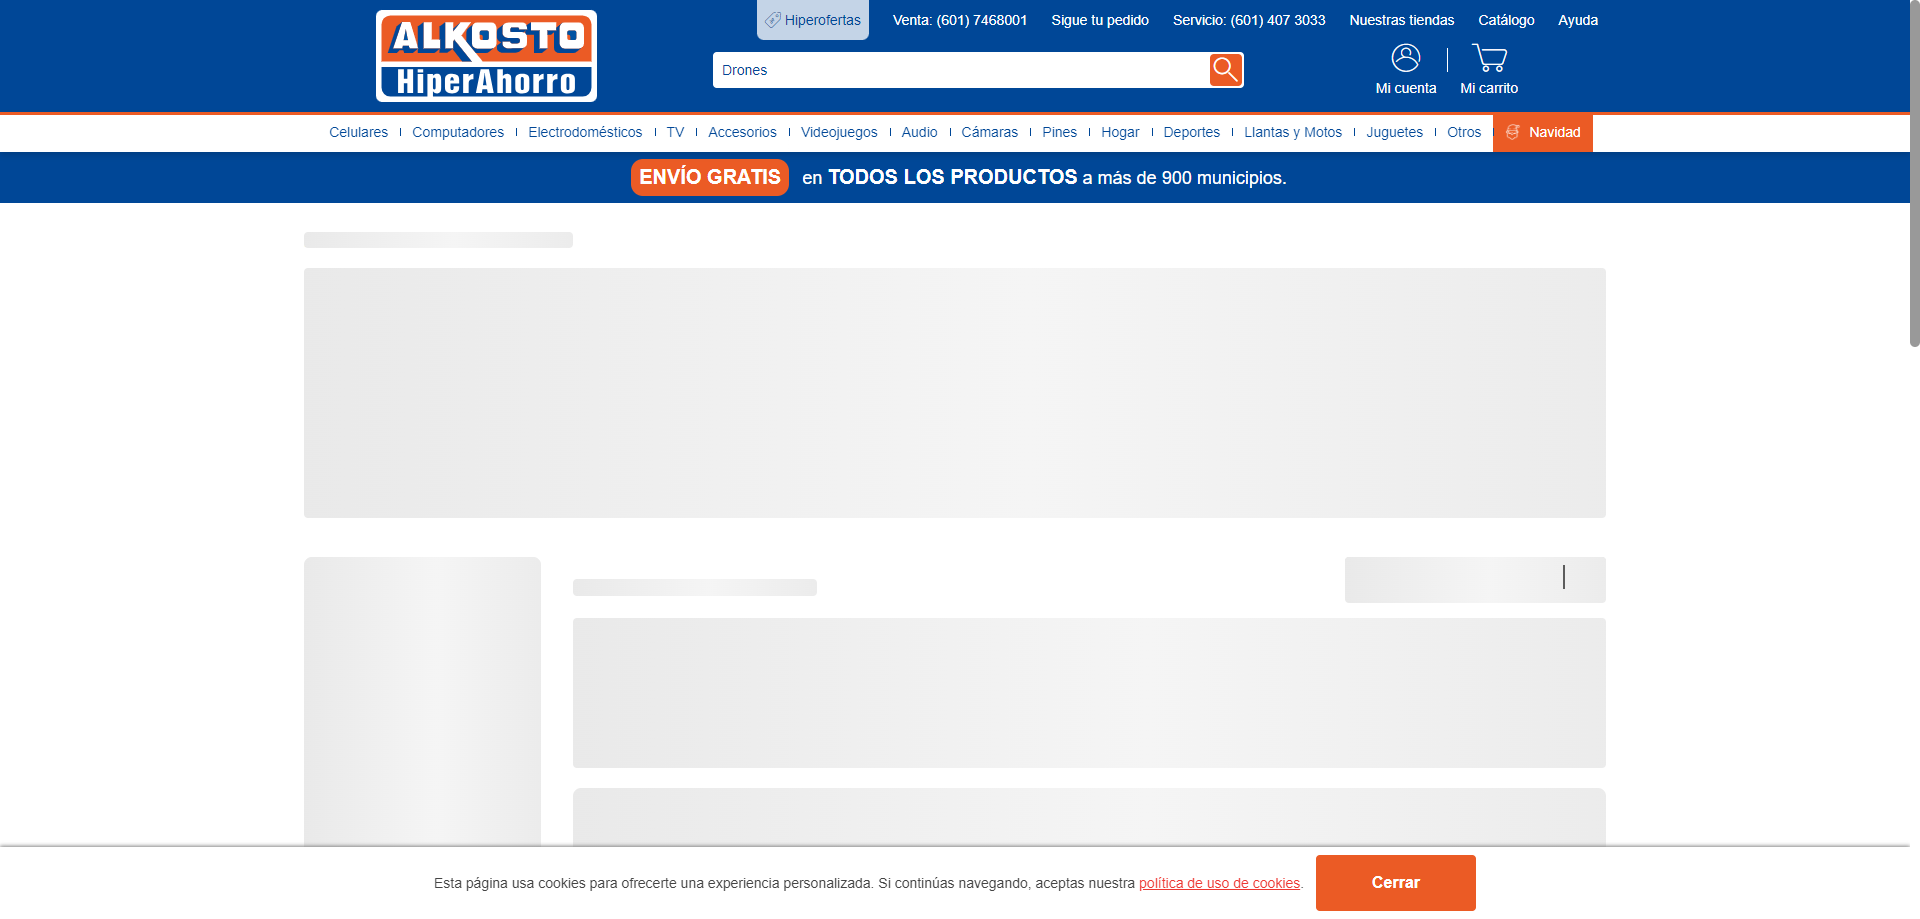 ALKOSTO
HiperAhorro
Hiperofertas
Venta: (601) 7468001
Sigue tu pedido
Servicio: (601) 407 3033
Nuestras tiendas
Catálogo
Ayuda
Drones
Mi cuenta
Mi carrito
Celulares
Computadores
Electrodomésticos
TV
Accesorios
Videojuegos
Audio
Cámaras
Pines
Hogar
Deportes
Llantas y Motos
Juguetes
Otros
Navidad
ENVÍO GRATIS en TODOS LOS PRODUCTOS a más de 900 municipios.
Esta página usa cookies para ofrecerte una experiencia personalizada. Si continúas navegando, aceptas nuestra política de uso de cookies.
Cerrar